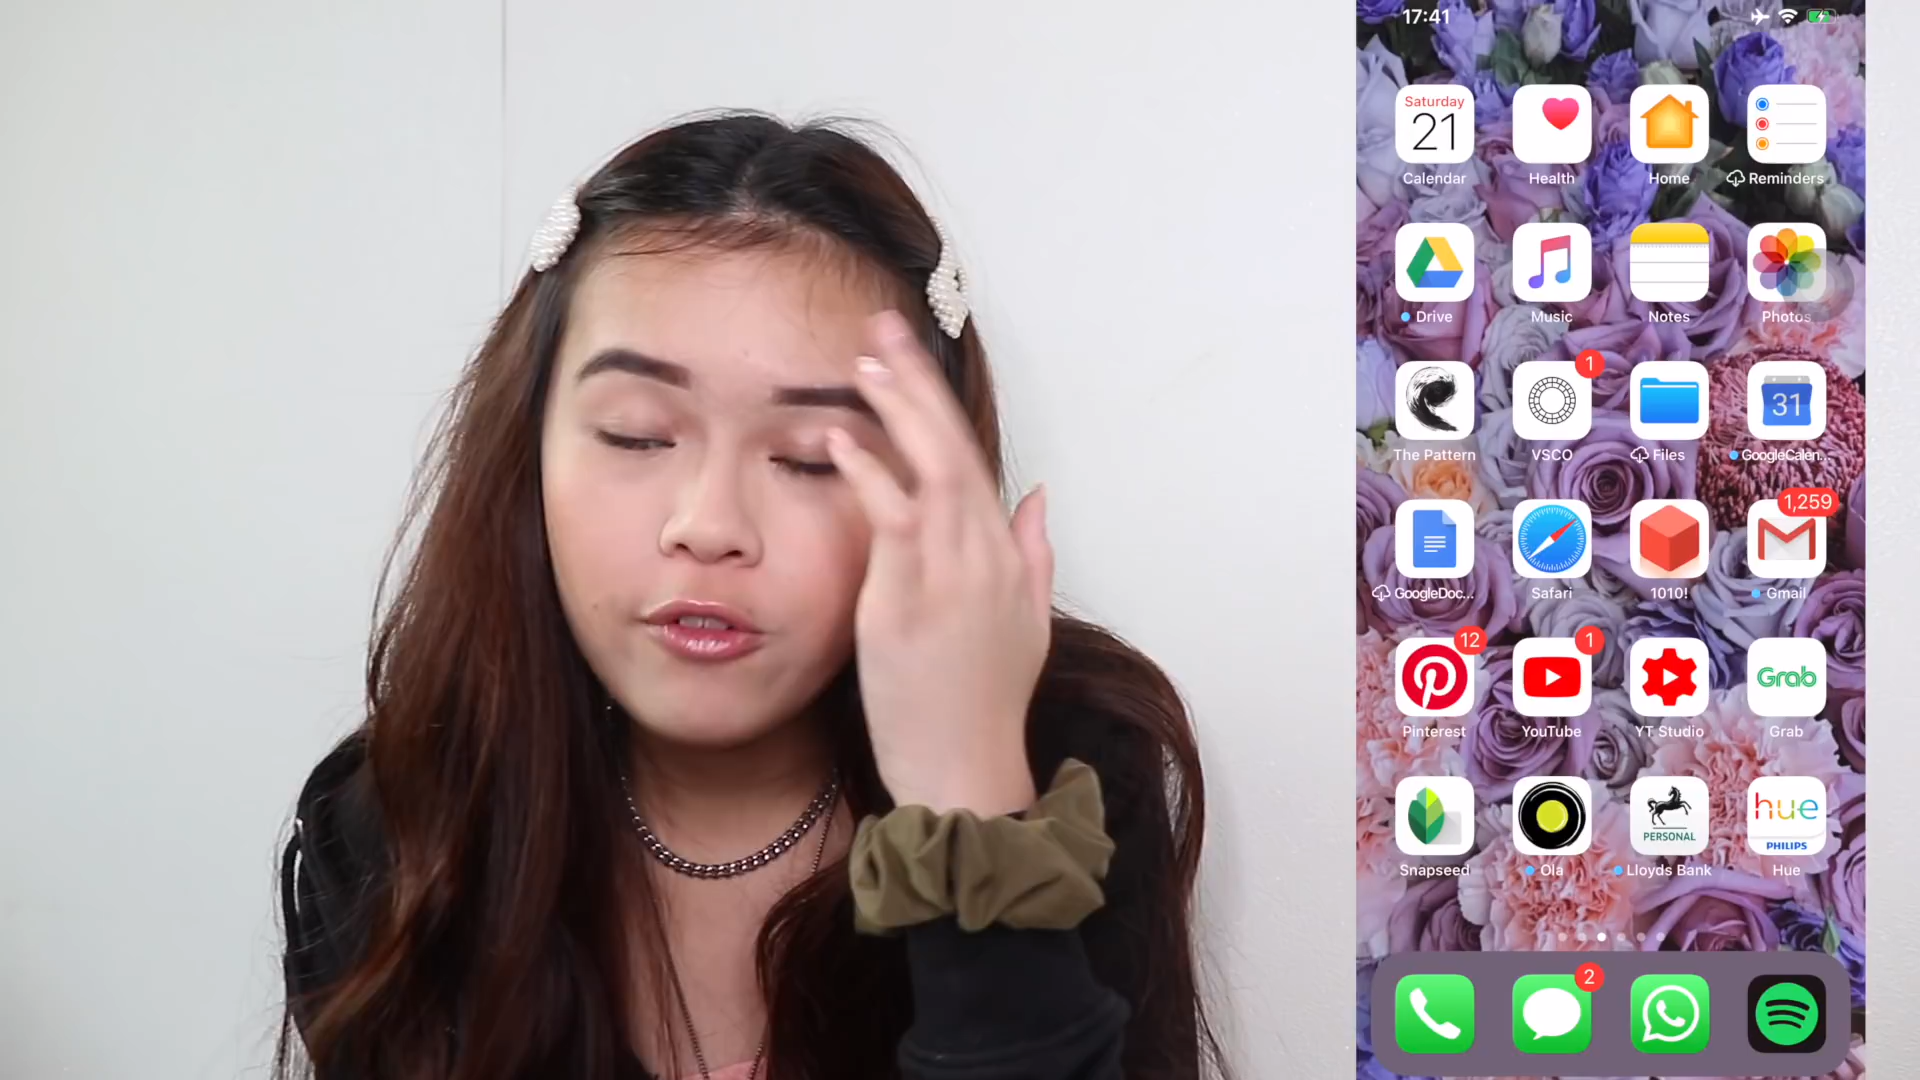 17:41
Saturday
21
Calendar
Health
Home
Reminders
Drive
Music
Notes
Photos
1
31
The Pattern
VSCO
Files
GoogleCalen...
1,259
GoogleDoc...
Safari
1010!
Gmail
12
1
Grab
Pinterest
YouTube
YT Studio
Grab
PERSONAL
hue
PHILIPS
Snapseed
Ola
Lloyds Bank
Hue
2